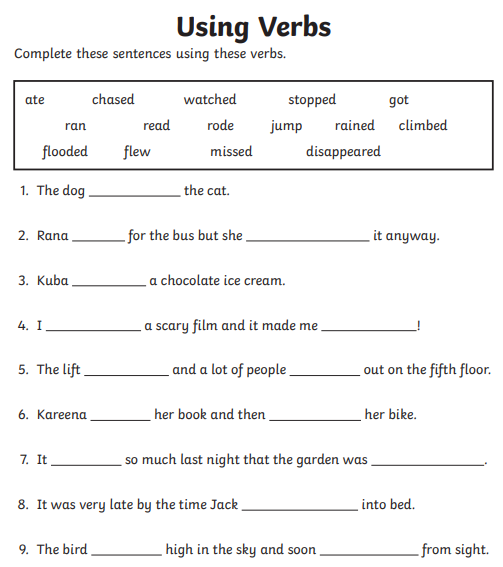 Using Verbs
Complete these sentences using these verbs.
ate chased watched stopped got
ran read rode jump rained climbed
flooded flew missed disappeared
1. The dog ____________ the cat.
2. Rana _______ for the bus but she ________________ it anyway.
3. Kuba __________ a chocolate ice cream.
4. I ____________ a scary film and it made me ____________!
5. The lift ___________ and a lot of people _________ out on the fifth floor.
6. Kareena ________ her book and then ____________ her bike.
7. It _________ so much last night that the garden was _______________.
8. It was very late by the time Jack _______________ into bed.
9. The bird _________ high in the sky and soon _____________ from sight.